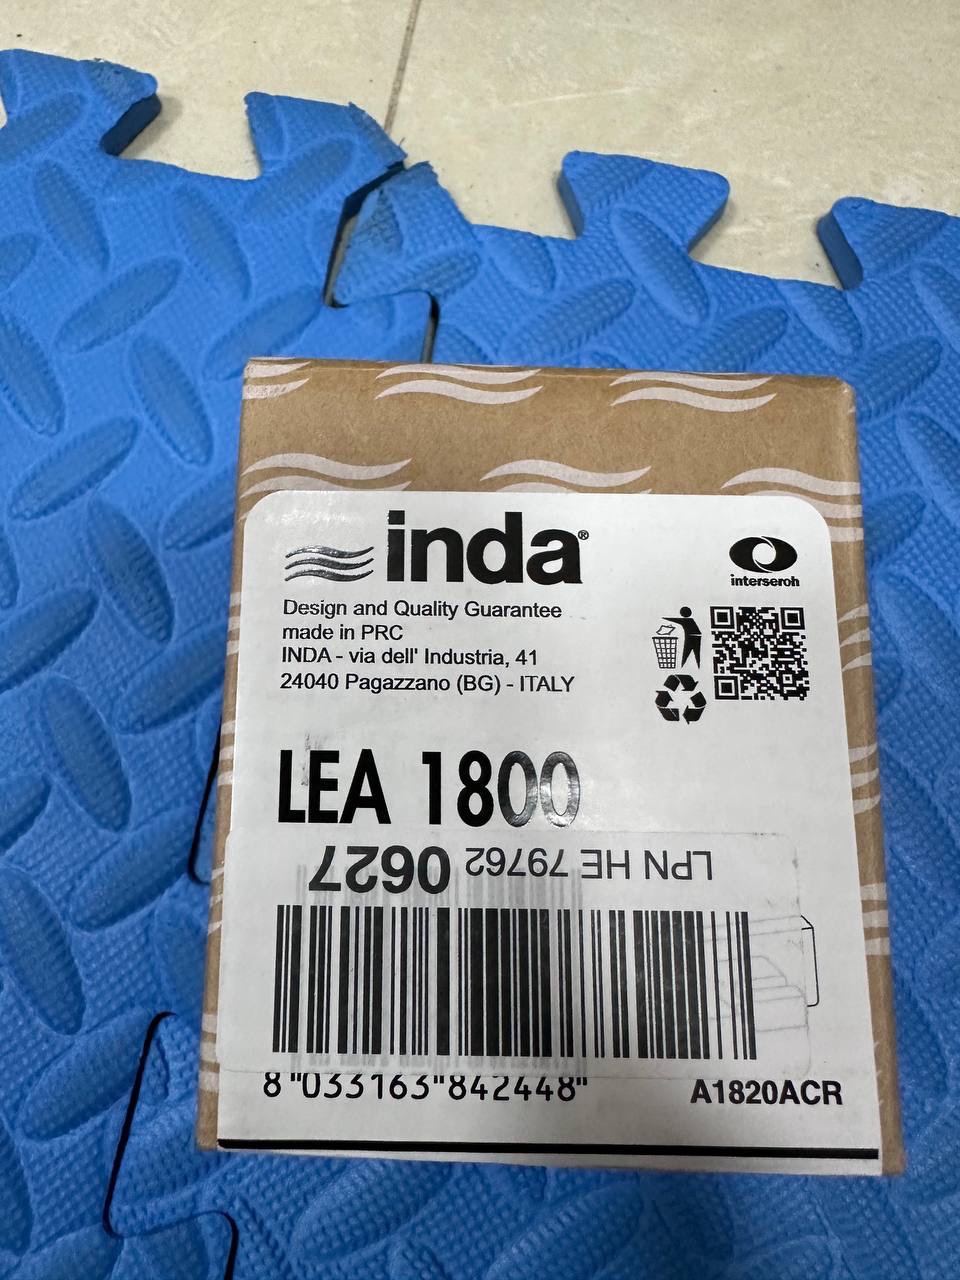 inda®
interseroh
Design and Quality Guarantee
made in PRC
INDA - via dell' Industria, 41
24040 Pagazzano (BG) - ITALY
LEA 1800
LPN HE 79762 0627
8 "033163"842448"
A1820ACR